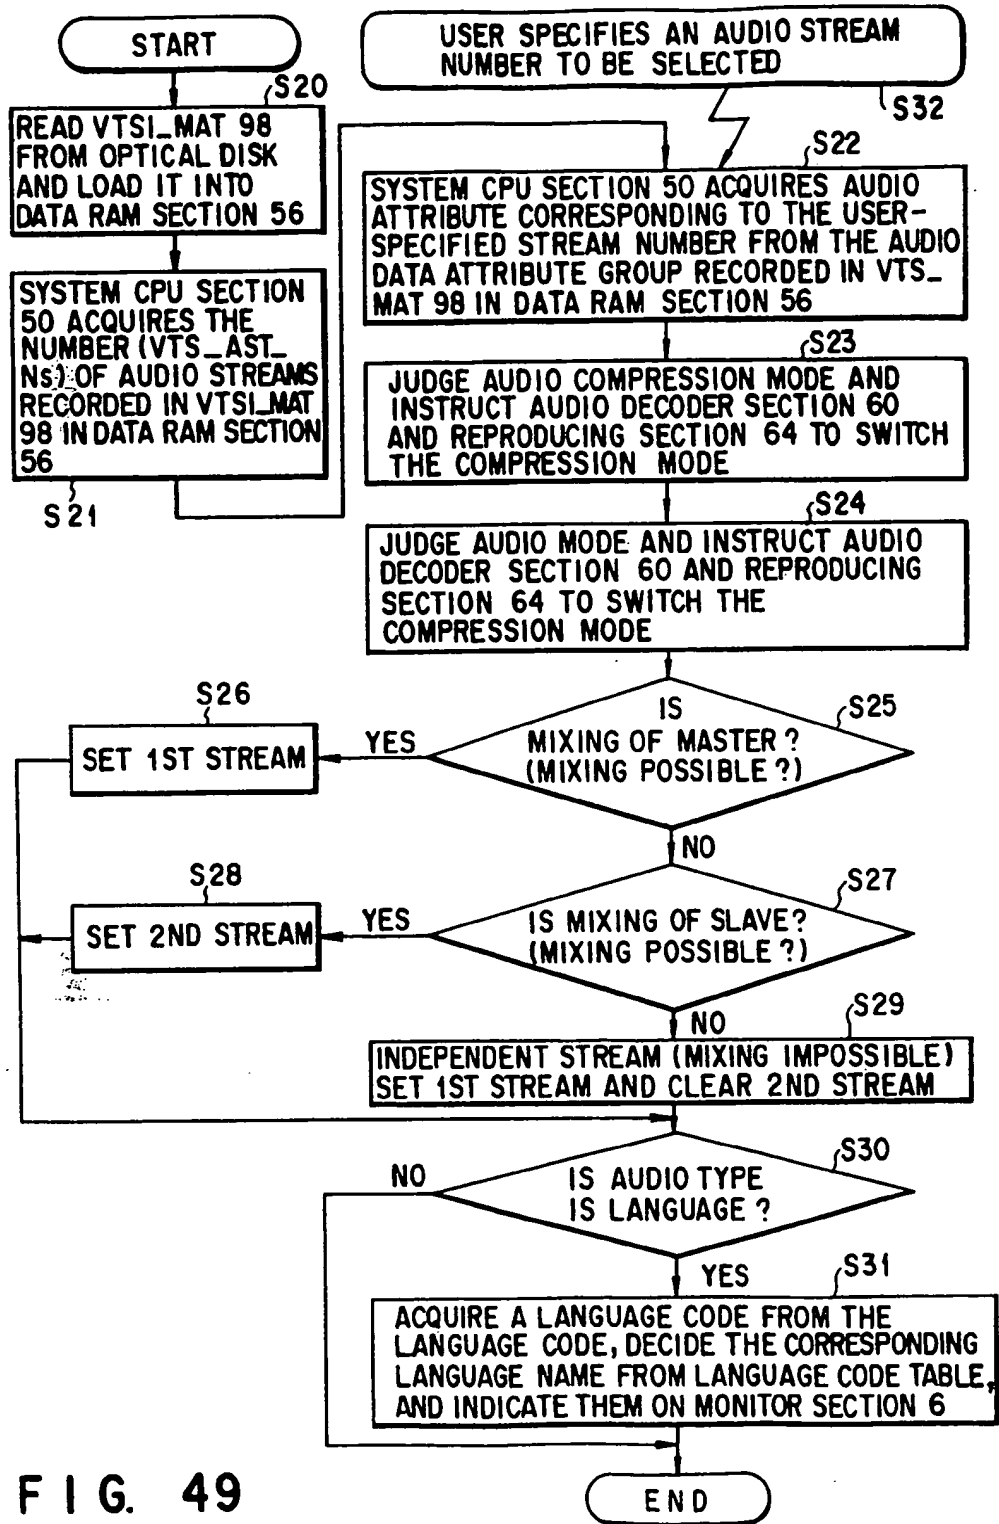 START
S20
READ VTSI_MAT 98
FROM OPTICAL DISK
AND LOAD IT INTO
DATA RAM SECTION 56
SYSTEM CPU SECTION
50 ACQUIRES THE
NUMBER (VTS_AST_
Ns) OF AUDIO STREAMS
RECORDED IN VTSI_MAT
98 IN DATA RAM SECTION
56
S21
USER SPECIFIES AN AUDIO STREAM
NUMBER TO BE SELECTED
S32
S22
SYSTEM CPU SECTION 50 ACQUIRES AUDIO
ATTRIBUTE CORRESPONDING TO THE USER-
SPECIFIED STREAM NUMBER FROM THE AUDIO
DATA ATTRIBUTE GROUP RECORDED IN VTS_
MAT 98 IN DATA RAM SECTION 56
S23
JUDGE AUDIO COMPRESSION MODE AND
INSTRUCT AUDIO DECODER SECTION 60
AND REPRODUCING SECTION 64 TO SWITCH
THE COMPRESSION MODE
S24
JUDGE AUDIO MODE AND INSTRUCT AUDIO
DECODER SECTION 60 AND REPRODUCING
SECTION 64 TO SWITCH THE
COMPRESSION MODE
S25
IS
MIXING OF MASTER?
(MIXING POSSIBLE?)
YES
S26
SET 1ST STREAM
NO
S27
IS MIXING OF SLAVE?
(MIXING POSSIBLE?)
YES
S28
SET 2ND STREAM
NO
S29
INDEPENDENT STREAM (MIXING IMPOSSIBLE)
SET 1ST STREAM AND CLEAR 2ND STREAM
S30
IS AUDIO TYPE
IS LANGUAGE?
NO
YES
S31
ACQUIRE A LANGUAGE CODE FROM THE
LANGUAGE CODE, DECIDE THE CORRESPONDING
LANGUAGE NAME FROM LANGUAGE CODE TABLE,
AND INDICATE THEM ON MONITOR SECTION 6
END
FIG. 49